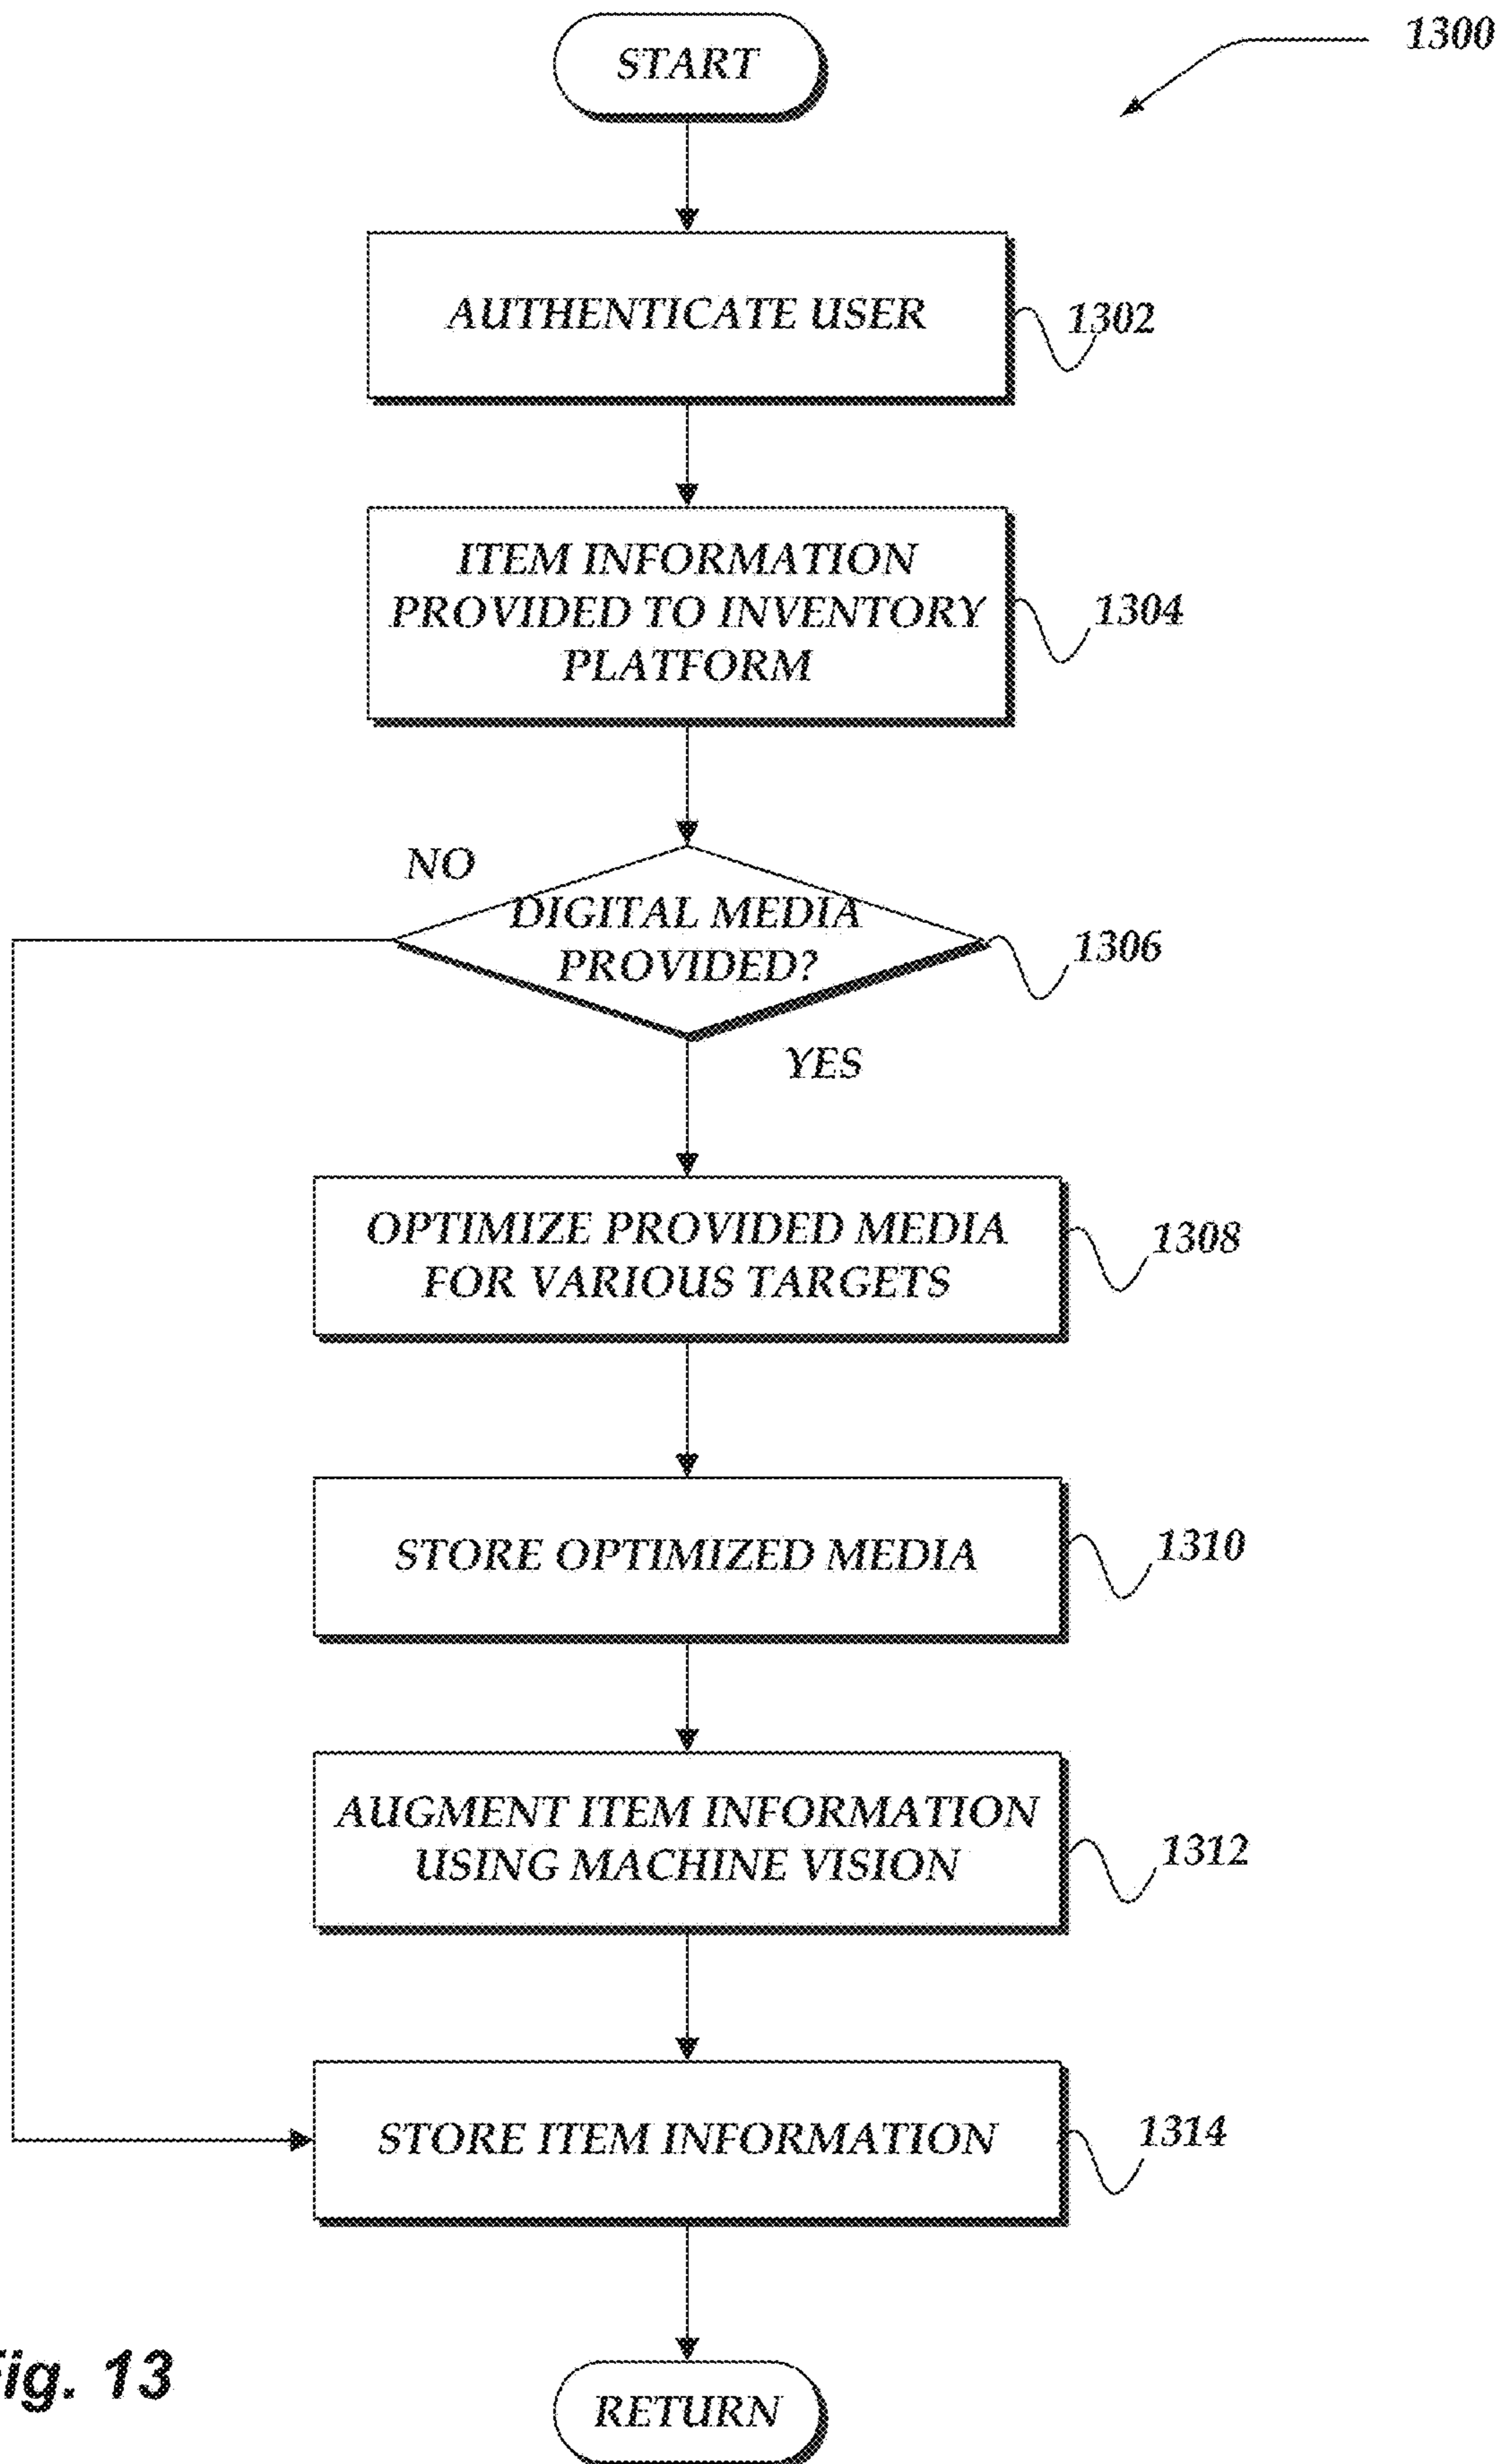 START
1300
AUTHENTICATE USER
1302
ITEM INFORMATION
PROVIDED TO INVENTORY
PLATFORM
1304
NO
DIGITAL MEDIA
PROVIDED?
1306
YES
OPTIMIZE PROVIDED MEDIA
FOR VARIOUS TARGETS
1308
STORE OPTIMIZED MEDIA
1310
AUGMENT ITEM INFORMATION
USING MACHINE VISION
1312
STORE ITEM INFORMATION
1314
Fig. 13
RETURN